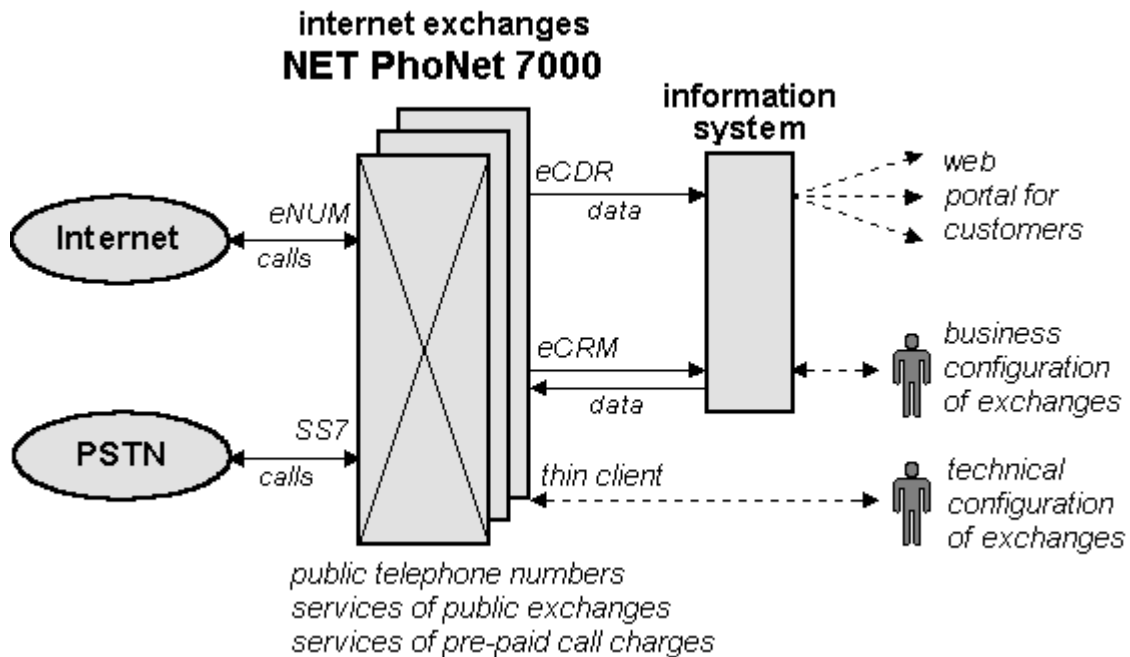 internet exchanges
NET PhoNet 7000
information
system
eCDR
data
web
portal for
customers
eNUM
Internet
calls
eCRM
data
business
configuration
of exchanges
SS7
PSTN
calls
thin client
technical
configuration
of exchanges
public telephone numbers
services of public exchanges
services of pre-paid call charges